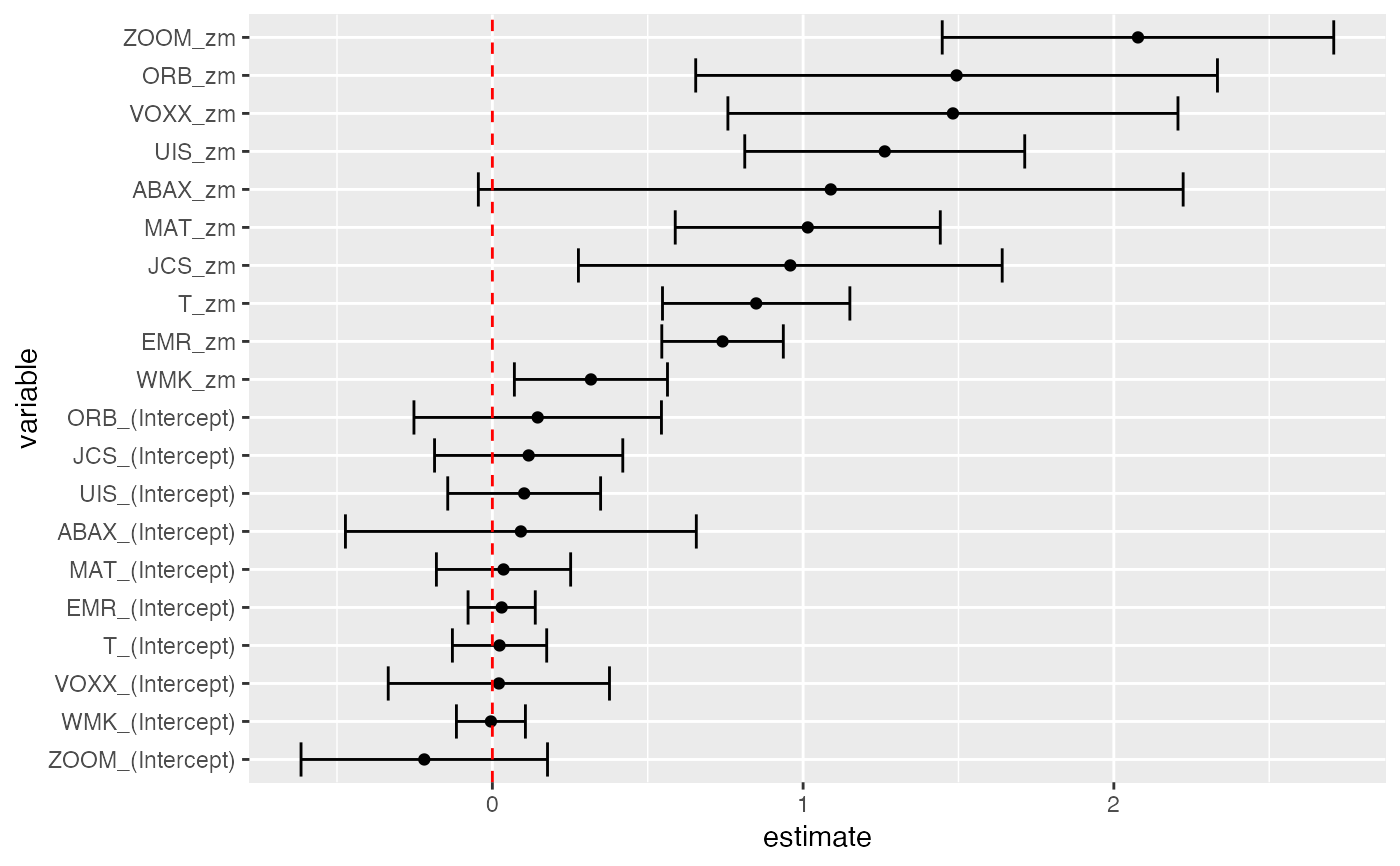 ZOOM_zm
ORB_zm
VOXX_zm
UIS_zm
ABAX_zm
MAT_zm
JCS_zm
T_zm
EMR_zm
WMK_zm
ORB_(Intercept)
JCS_(Intercept)
UIS_(Intercept)
ABAX_(Intercept)
MAT_(Intercept)
EMR_(Intercept)
T_(Intercept)
VOXX_(Intercept)
WMK_(Intercept)
ZOOM_(Intercept)
variable
0 1 2
estimate